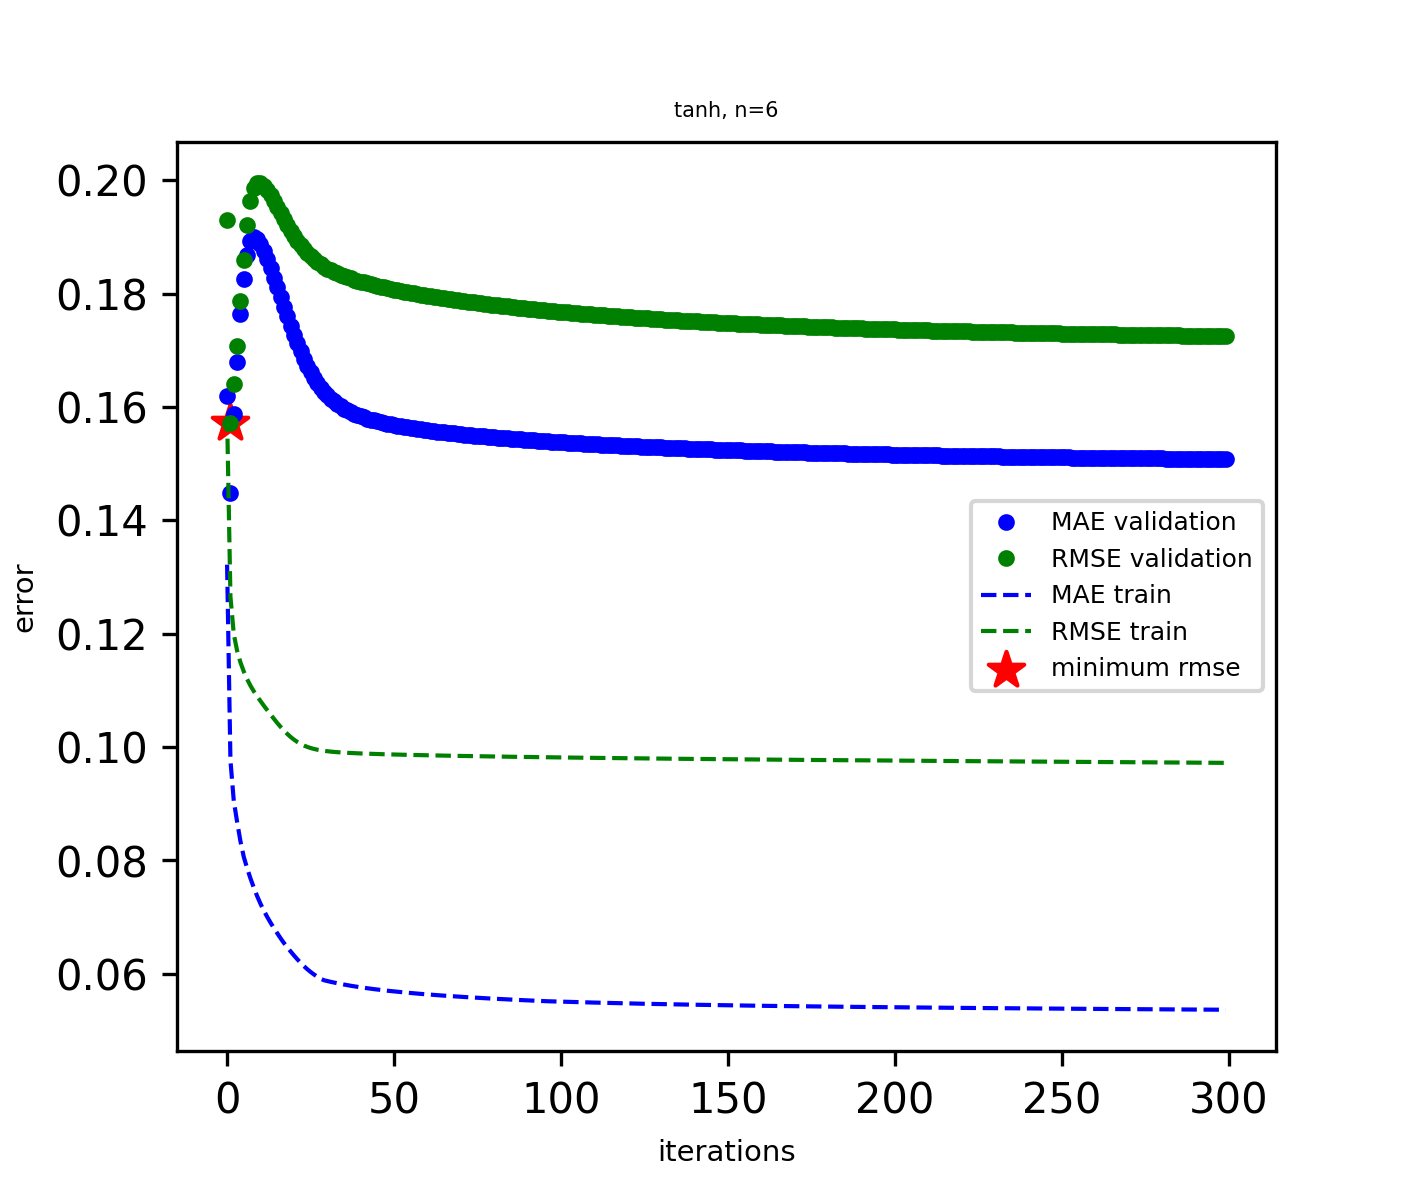 tanh, n=6
0.20
0.18
0.16
0.14
0.12
0.10
0.08
0.06
error
MAE validation
RMSE validation
MAE train
RMSE train
minimum rmse
0 50 100 150 200 250 300
iterations